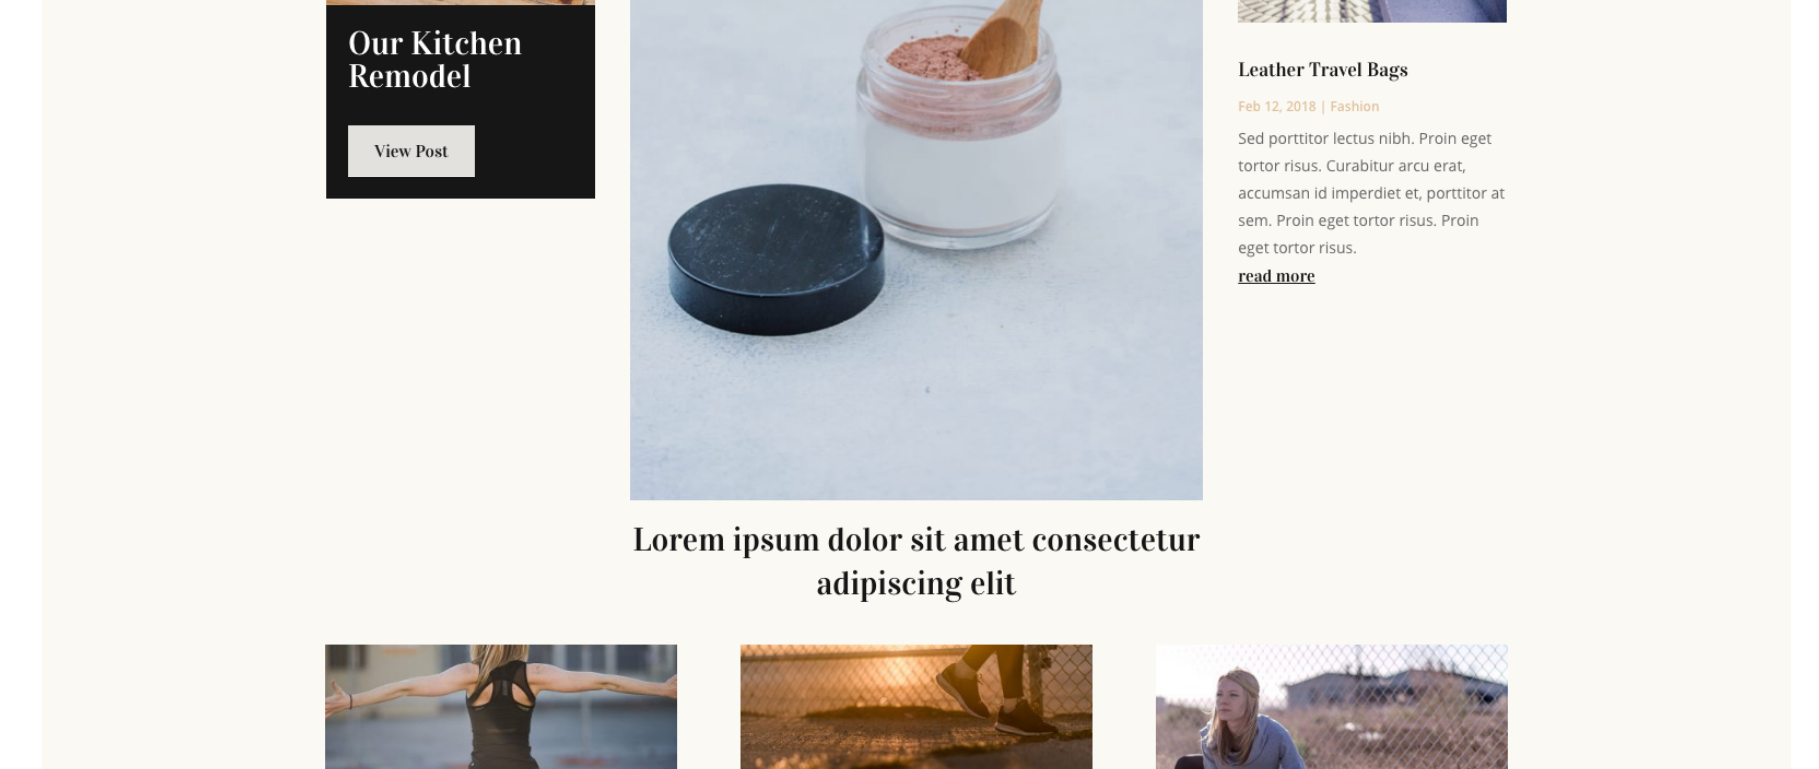 Our Kitchen
Remodel
View Post
Leather Travel Bags
Feb 12, 2018 | Fashion
Sed porttitor lectus nibh. Proin eget
tortor risus. Curabitur arcu erat,
accumsan id imperdiet et, porttitor at
sem. Proin eget tortor risus. Proin
eget tortor risus.
read more
Lorem ipsum dolor sit amet consectetur
adipiscing elit